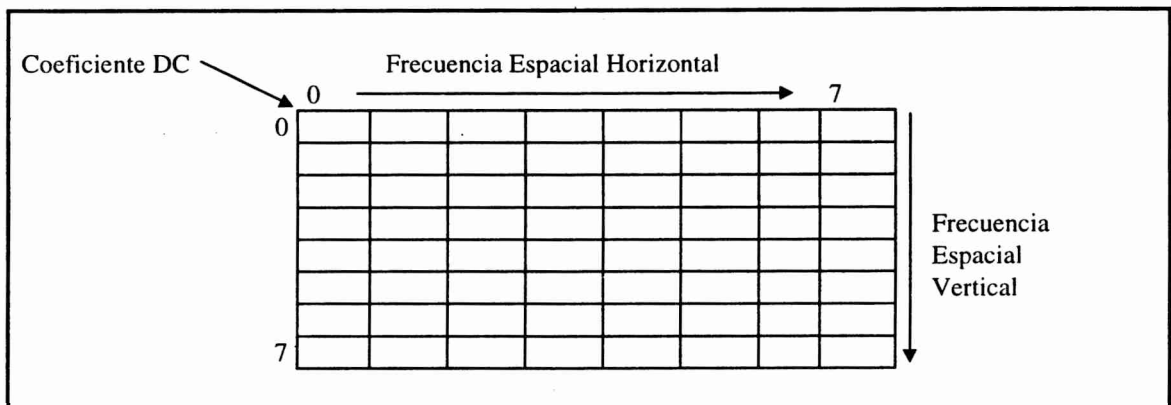 Coeficiente DC
Frecuencia Espacial Horizontal
0
7
0
Frecuencia
Espacial
Vertical
7